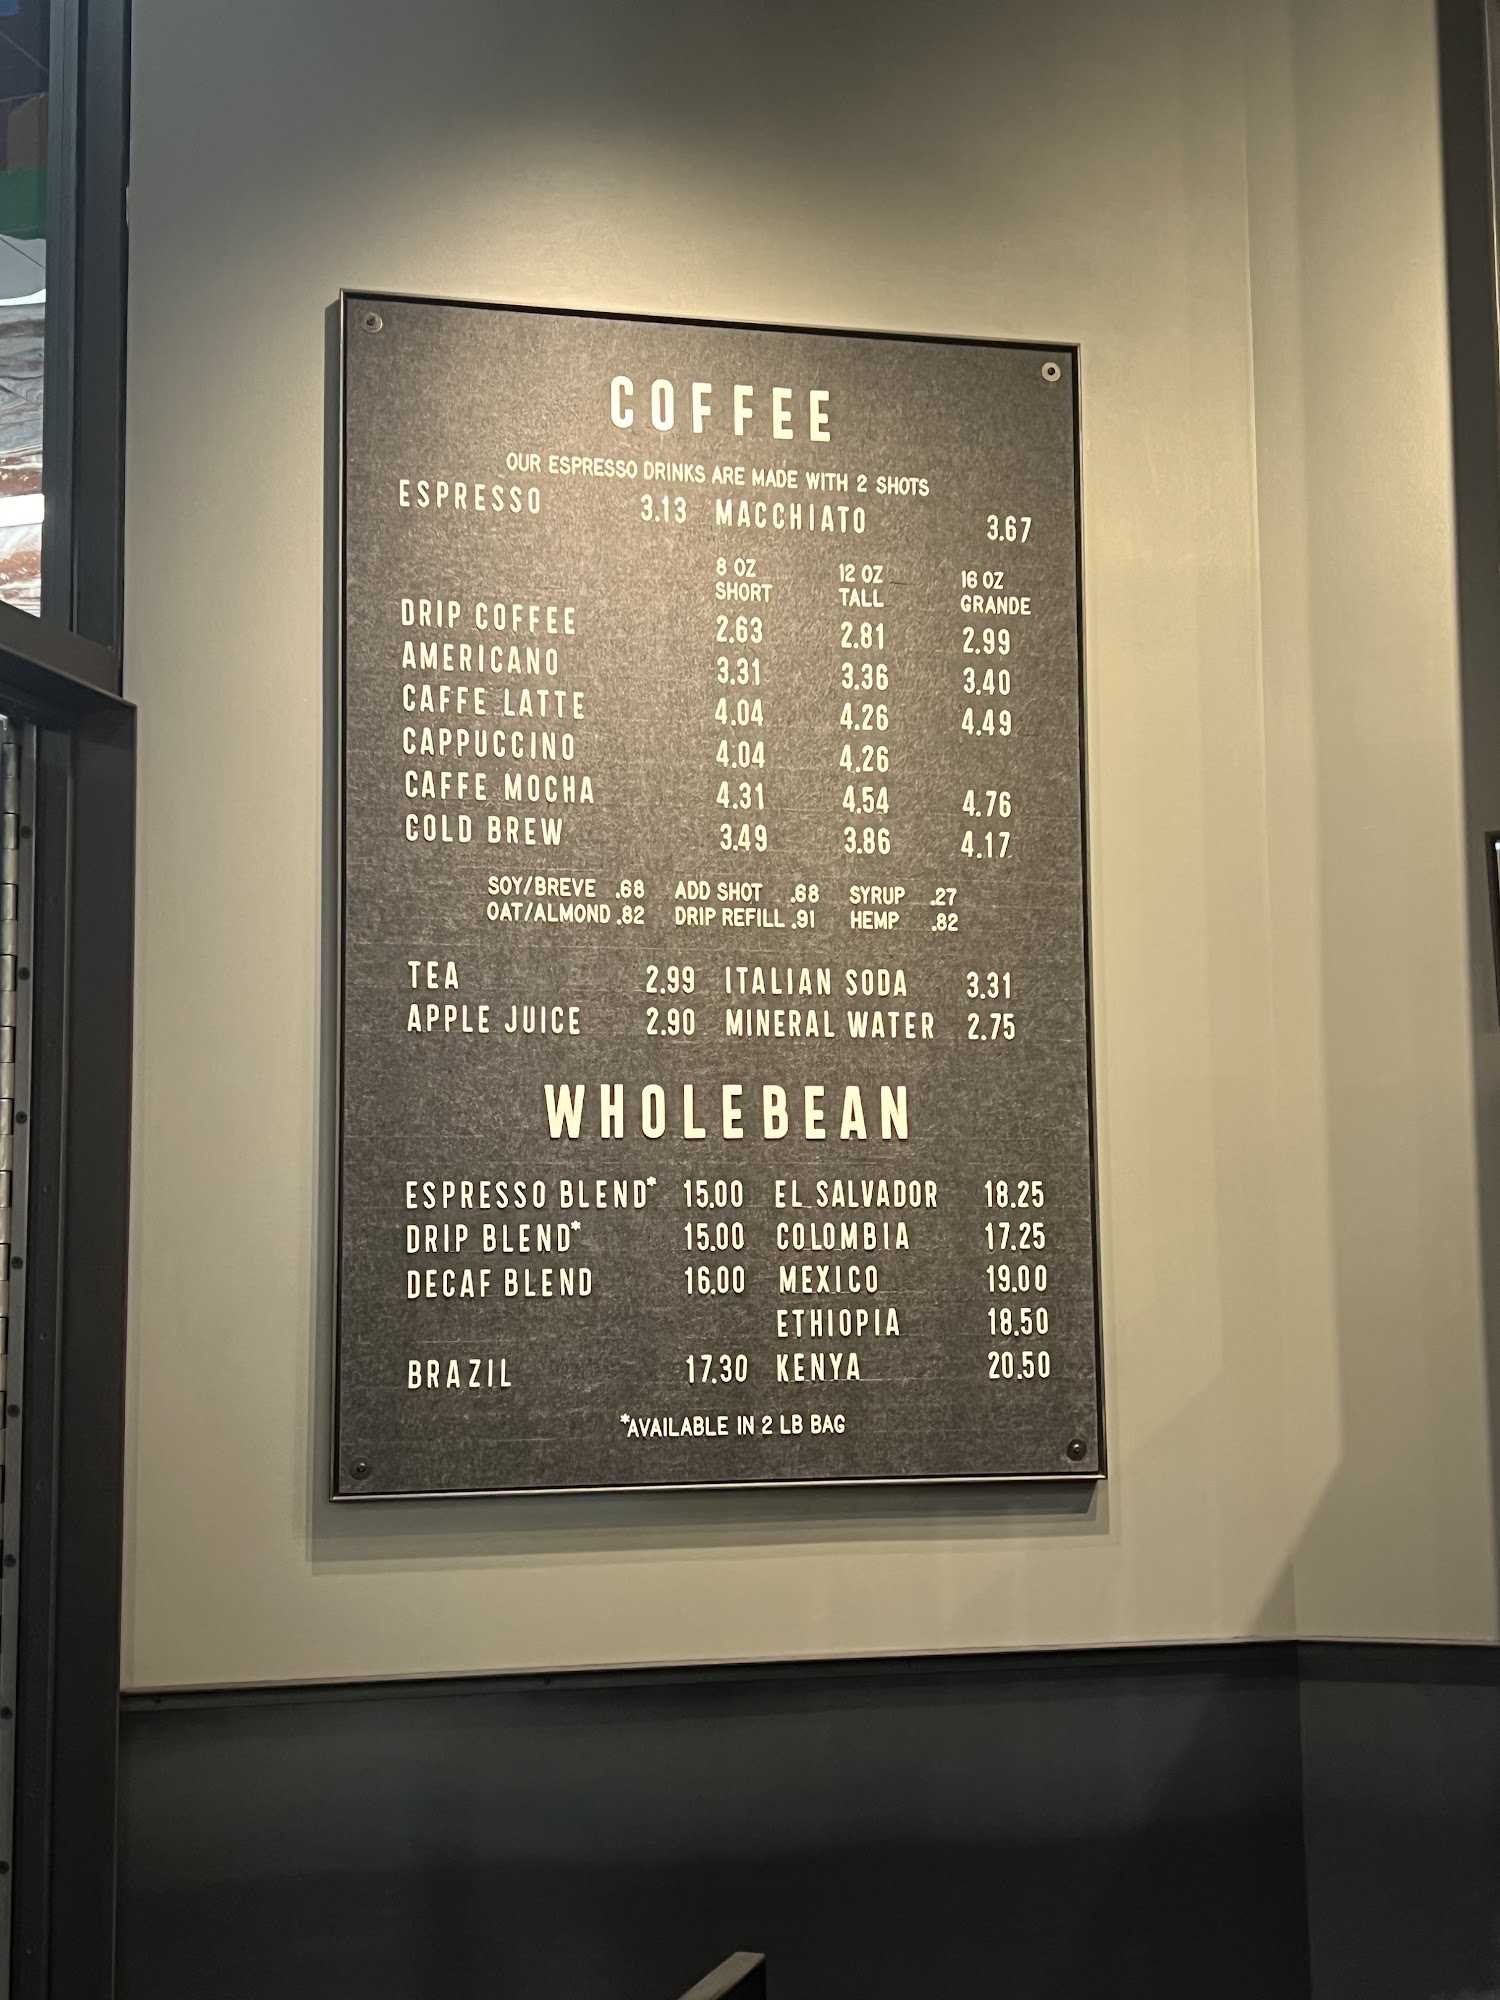 COFFEE
OUR ESPRESSO DRINKS ARE MADE WITH 2 SHOTS
ESPRESSO 3.13 MACCHIATO 3.67
8 OZ 12 OZ 16 OZ
SHORT TALL GRANDE
DRIP COFFEE 2.63 2.81 2.99
AMERICANO 3.31 3.36 3.40
CAFFE LATTE 4.04 4.26 4.49
CAPPUCCINO 4.04 4.26
CAFFE MOCHA 4.31 4.54 4.76
COLD BREW 3.49 3.86 4.17
SOY/BREVE .68 ADD SHOT .68 SYRUP .27
OAT/ALMOND .82 DRIP REFILL .91 HEMP .82
TEA 2.99 ITALIAN SODA 3.31
APPLE JUICE 2.90 MINERAL WATER 2.75
WHOLEBEAN
ESPRESSO BLEND* 15.00 EL SALVADOR 18.25
DRIP BLEND* 15.00 COLOMBIA 17.25
DECAF BLEND 16.00 MEXICO 19.00
ETHIOPIA 18.50
BRAZIL 17.30 KENYA 20.50
*AVAILABLE IN 2 LB BAG